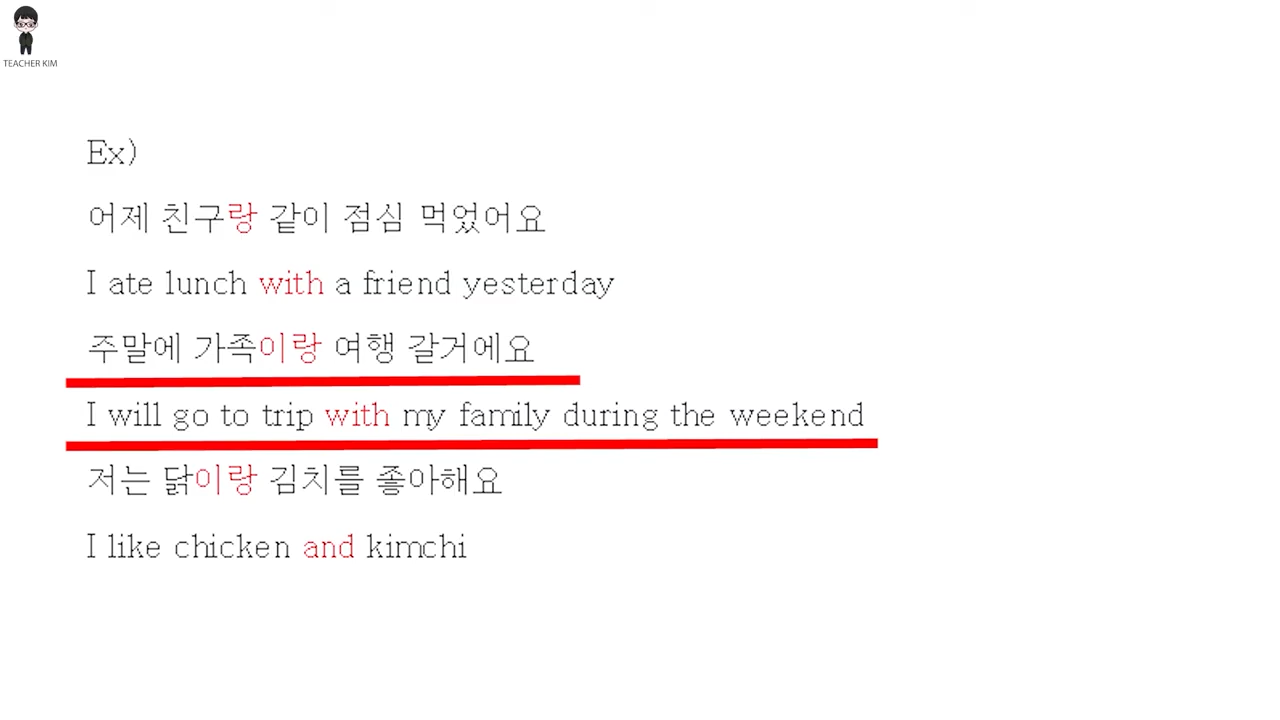 TEACHER KIM
Ex)
어제 친구랑 같이 점심 먹었어요
I ate lunch with a friend yesterday
주말에 가족이랑 여행 갈거에요
I will go to trip with my family during the weekend
저는 닭이랑 김치를 좋아해요
I like chicken and kimchi